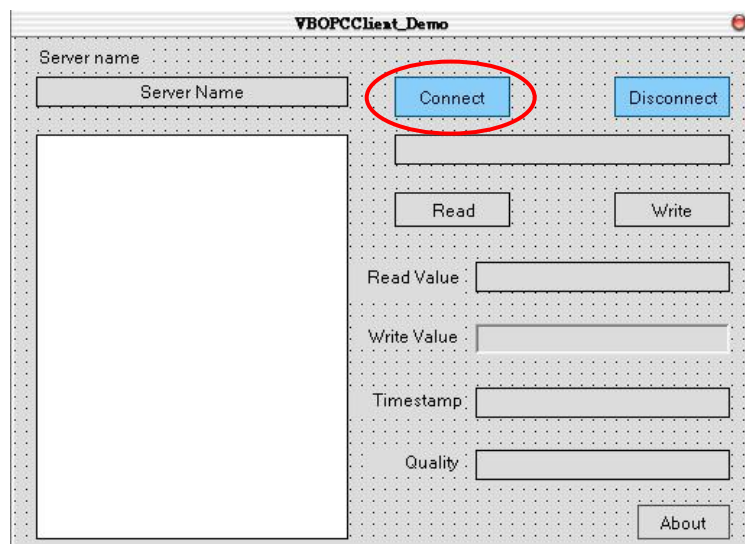 VBOPCClient_Demo
Server name
Server Name
Connect
Disconnect
Read
Write
Read Value
Write Value
Timestamp
Quality
About